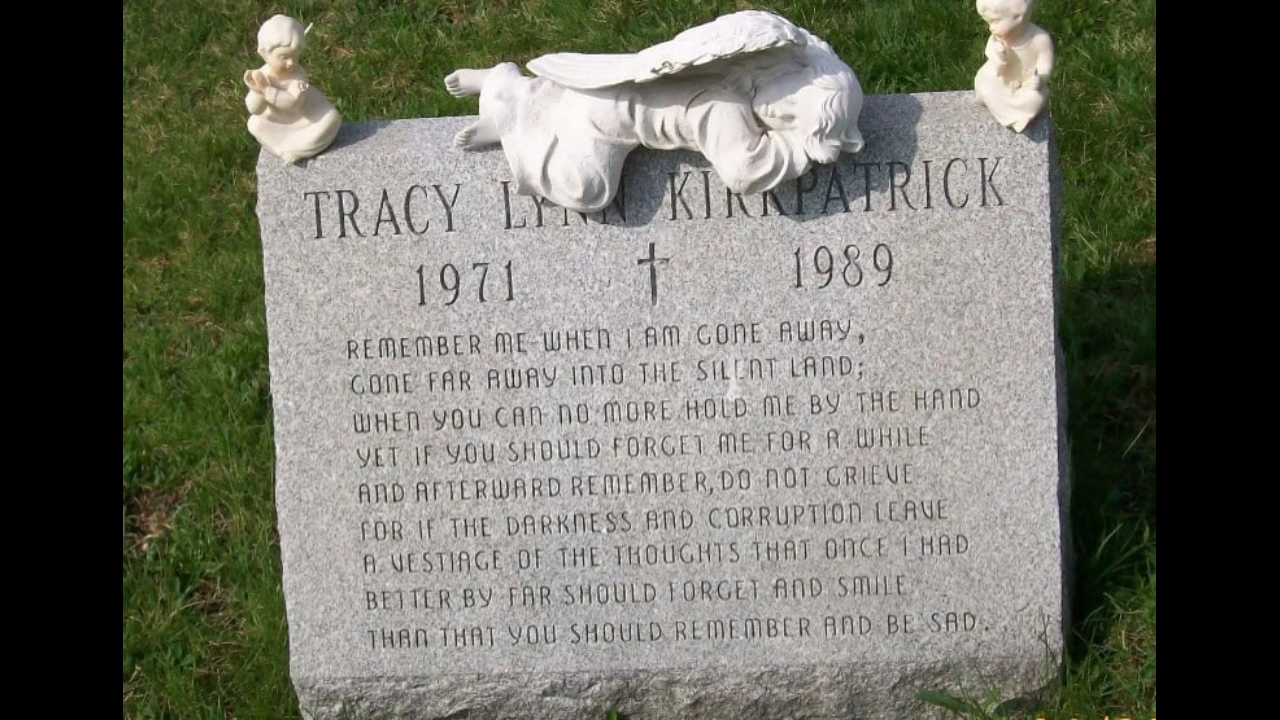 TRACY LYNN KIRKPATRICK
1971 1989
REMEMBER ME WHEN I AM GONE AWAY,
GONE FAR AWAY INTO THE SILENT LAND;
WHEN YOU CAN NO MORE HOLD ME BY THE HAND
YET IF YOU SHOULD FORGET ME FOR A WHILE
AND AFTERWARD REMEMBER, DO NOT GRIEVE
FOR IF THE DARKNESS AND CORRUPTION LEAVE
A VESTIAGE OF THE THOUGHTS THAT ONCE I HAD
BETTER BY FAR SHOULD FORGET AND SMILE
THAN THAT YOU SHOULD REMEMBER AND BE SAD.